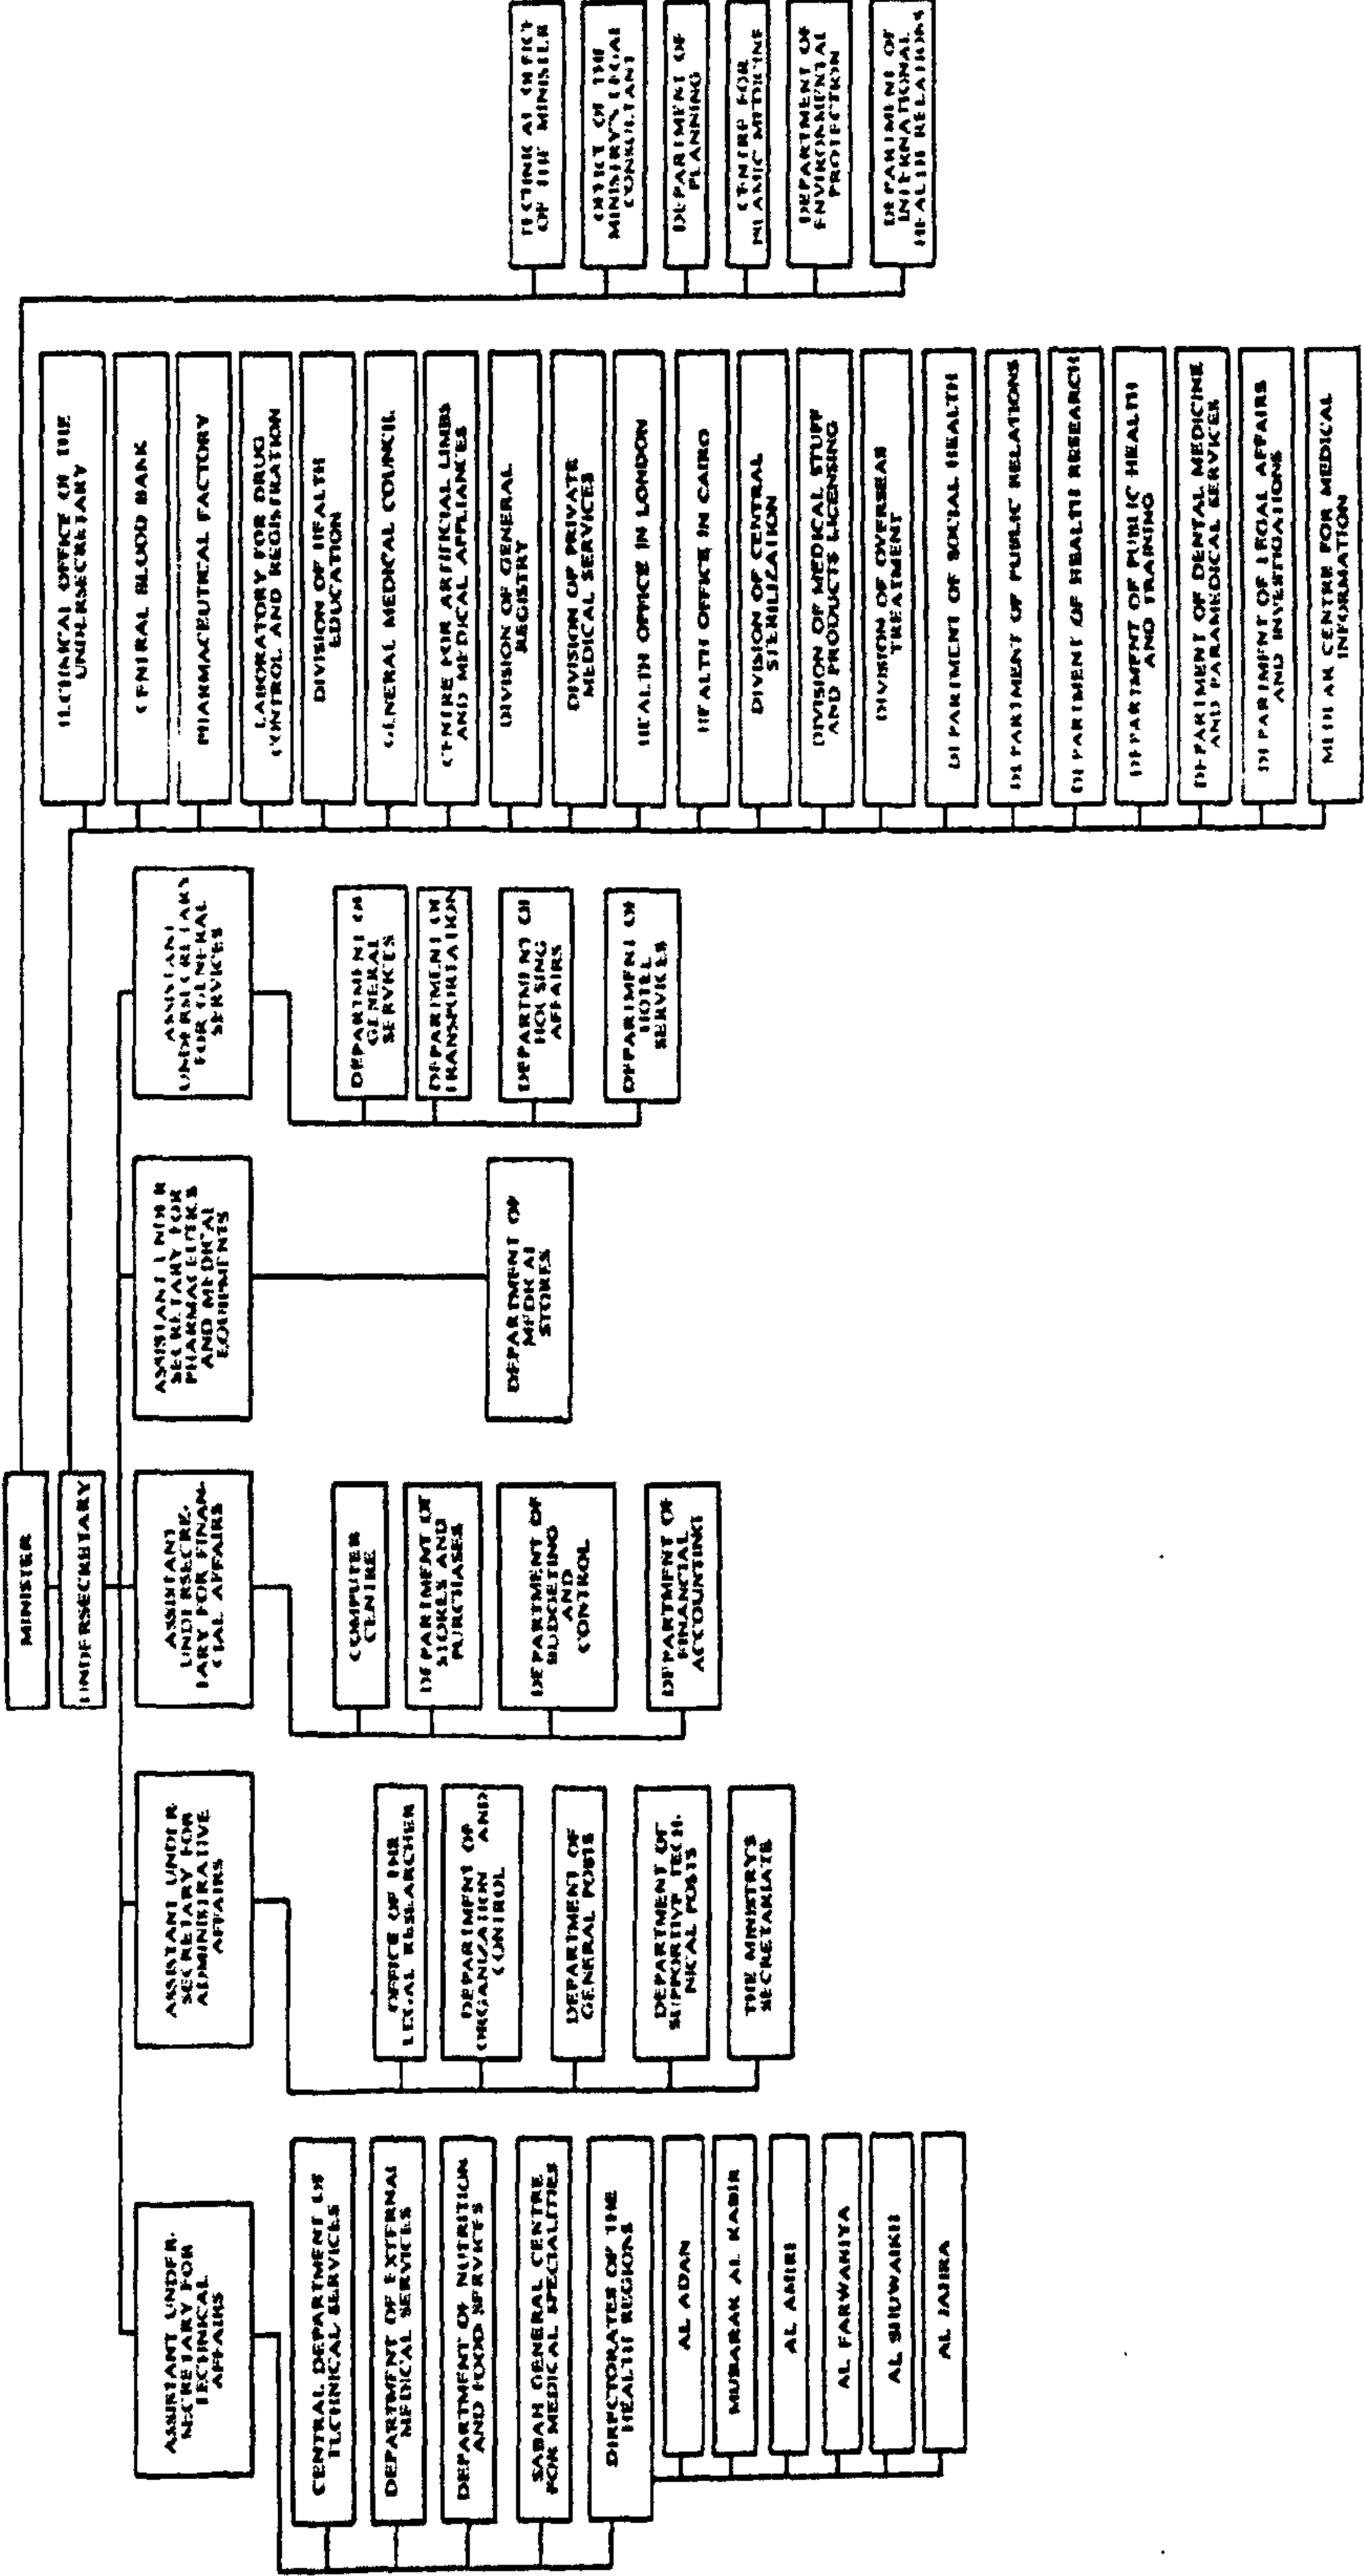 MINISTER
UNDERSECRETARY
ASSISTANT UNDER-
SECRETARY FOR
TECHNICAL
AFFAIRS
CENTRAL DEPARTMENT OF
TECHNICAL SERVICES
DEPARTMENT OF EXTERNAL
MEDICAL SERVICES
DEPARTMENT OF NUTRITION
AND FOOD SERVICES
SABAH GENERAL CENTRE
FOR MEDICAL SPECIALITIES
DIRECTORATES OF THE
HEALTH REGIONS
AL ADAN
MUBARAK AL KABIR
AL AMIRI
AL FARWANIYA
AL SHUWAIKH
AL JAHRA
ASSISTANT UNDER
SECRETARY FOR
ADMINISTRATIVE
AFFAIRS
OFFICE OF THE
LEGAL RESEARCHER
DEPARTMENT OF
ORGANIZATION AND
CONTROL
DEPARTMENT OF
GENERAL POSTS
DEPARTMENT OF
SUPPORTIVE TECH-
NICAL POSTS
THE MINISTRY'S
SECRETARIATE
ASSISTANT
UNDERSECRE-
TARY FOR FINAN-
CIAL AFFAIRS
COMPUTER
CENTRE
DEPARTMENT OF
STORES AND
PURCHASES
DEPARTMENT OF
BUDGETING
AND
CONTROL
DEPARTMENT OF
FINANCIAL
ACCOUNTING
ASSISTANT UNDER
SECRETARY FOR
PHARMACEUTICS
AND MEDICAL
EQUIPMENTS
DEPARTMENT OF
MEDICAL
STORES
ASSISTANT
UNDERSECRETARY
FOR GENERAL
SERVICES
DEPARTMENT OF
GENERAL
SERVICES
DEPARTMENT OF
TRANSPORTATION
DEPARTMENT OF
HOUSING
AFFAIRS
DEPARTMENT OF
HOTEL
SERVICES
TECHNICAL OFFICE OF THE
UNDERSECRETARY
CENTRAL BLOOD BANK
PHARMACEUTICAL FACTORY
LABORATORY FOR DRUG
CONTROL AND REGISTRATION
DIVISION OF HEALTH
EDUCATION
GENERAL MEDICAL COUNCIL
CENTRE FOR ARTIFICIAL LIMBS
AND MEDICAL APPLIANCES
DIVISION OF GENERAL
REGISTRY
DIVISION OF PRIVATE
MEDICAL SERVICES
HEALTH OFFICE IN LONDON
HEALTH OFFICE IN CAIRO
DIVISION OF CENTRAL
STERILIZATION
DIVISION OF MEDICAL STUFF
AND PRODUCTS LICENSING
DIVISION OF OVERSEAS
TREATMENT
DEPARTMENT OF SOCIAL HEALTH
DEPARTMENT OF PUBLIC RELATIONS
DEPARTMENT OF HEALTH RESEARCH
DEPARTMENT OF PUBLIC HEALTH
AND TRAINING
DEPARTMENT OF DENTAL MEDICINE
AND PARAMEDICAL SERVICES
DEPARTMENT OF LEGAL AFFAIRS
AND INVESTIGATIONS
MEDLAR CENTRE FOR MEDICAL
INFORMATION
TECHNICAL OFFICE
OF THE MINISTER
OFFICE OF THE
MINISTRY'S LEGAL
CONSULTANT
DEPARTMENT OF
PLANNING
CENTRE FOR
ISLAMIC MEDICINE
DEPARTMENT OF
ENVIRONMENTAL
PROTECTION
DEPARTMENT OF
INTERNATIONAL
HEALTH RELATIONS